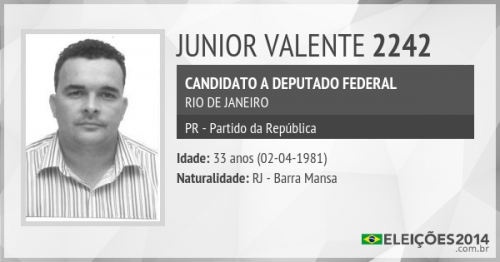 JUNIOR VALENTE 2242
CANDIDATO A DEPUTADO FEDERAL
RIO DE JANEIRO
PR - Partido da República
Idade: 33 anos (02-04-1981)
Naturalidade: RJ - Barra Mansa
ELEIÇÕES2014
.com.br